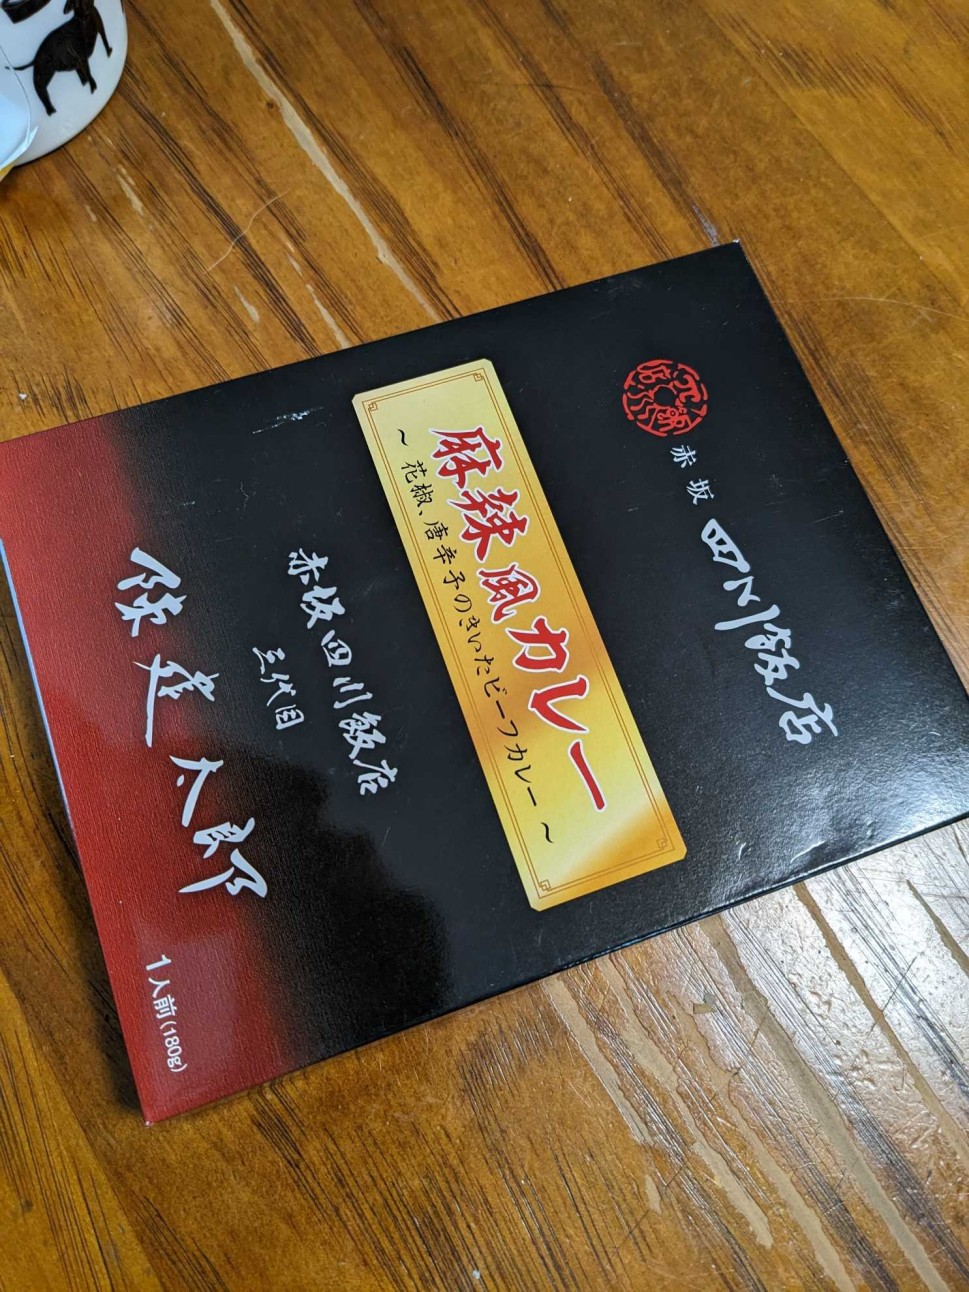 赤坂 四川飯店
麻辣風カレー
～花椒、唐辛子のきいたビーフカレー～
赤坂四川飯店
三代目
陳建太郎
1人前(180g)